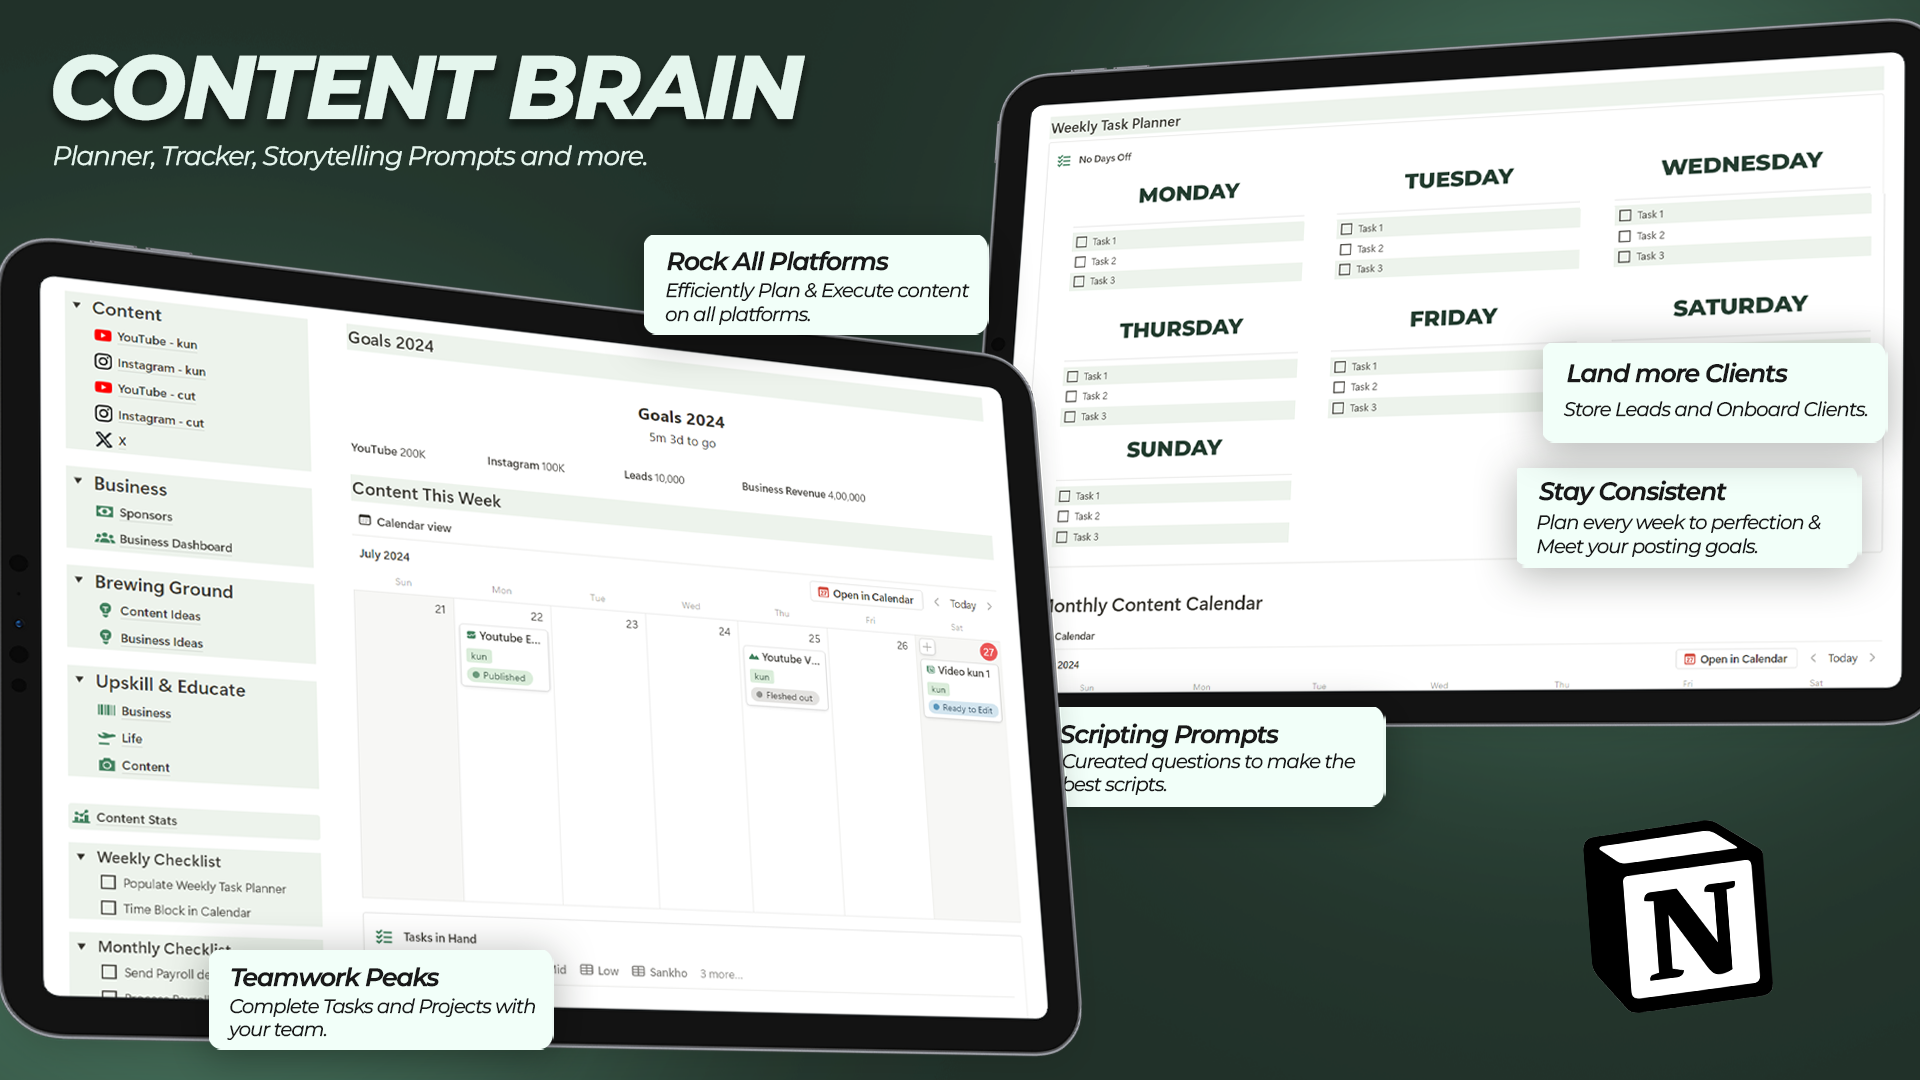 CONTENT BRAIN
Planner, Tracker, Storytelling Prompts and more.
Rock All Platforms
Efficiently Plan & Execute content
on all platforms.
Content
YouTube - kun
Instagram - kun
YouTube - cut
Instagram - cut
X
Business
Sponsors
Business Dashboard
Brewing Ground
Content Ideas
Business Ideas
Upskill & Educate
Business
Life
Content
Content Stats
Weekly Checklist
Populate Weekly Task Planner
Time Block in Calendar
Monthly Checklist
Send Payroll
Goals 2024
Goals 2024
5m 3d to go
YouTube 200K
Instagram 100K
Leads 10,000
Business Revenue 4,00,000
Content This Week
Calendar view
July 2024
Open in Calendar
Today
Sun Mon Tue Wed Thu Fri Sat
21 22 23 24 25 26 27
Youtube E...
kun
Published
Youtube V...
kun
Fleshed out
Video kun 1
kun
Ready to Edit
Tasks in Hand
Low Sankho 3 more...
Teamwork Peaks
Complete Tasks and Projects with
your team.
Weekly Task Planner
No Days Off
MONDAY
Task 1
Task 2
Task 3
TUESDAY
Task 1
Task 2
Task 3
WEDNESDAY
Task 1
Task 2
Task 3
THURSDAY
Task 1
Task 2
Task 3
FRIDAY
Task 1
Task 2
Task 3
SATURDAY
SUNDAY
Task 1
Task 2
Task 3
Land more Clients
Store Leads and Onboard Clients.
Stay Consistent
Plan every week to perfection &
Meet your posting goals.
onthly Content Calendar
Calendar
2024
Open in Calendar
Today
Sun Mon Tue Wed Thu Fri Sat
Scripting Prompts
Cureated questions to make the
best scripts.
N